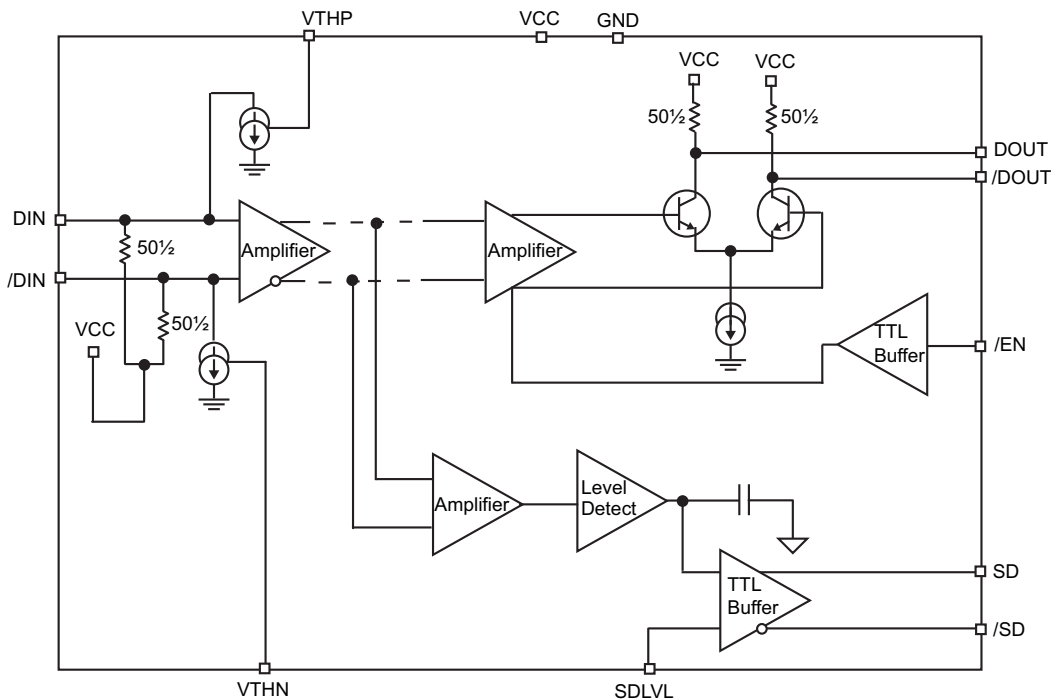 VTHP
VCC
GND
VCC
VCC
50½
50½
DOUT
/DOUT
DIN
50½
Amplifier
Amplifier
/DIN
50½
VCC
TTL
Buffer
/EN
Amplifier
Level
Detect
SD
TTL
Buffer
/SD
VTHN
SDLVL